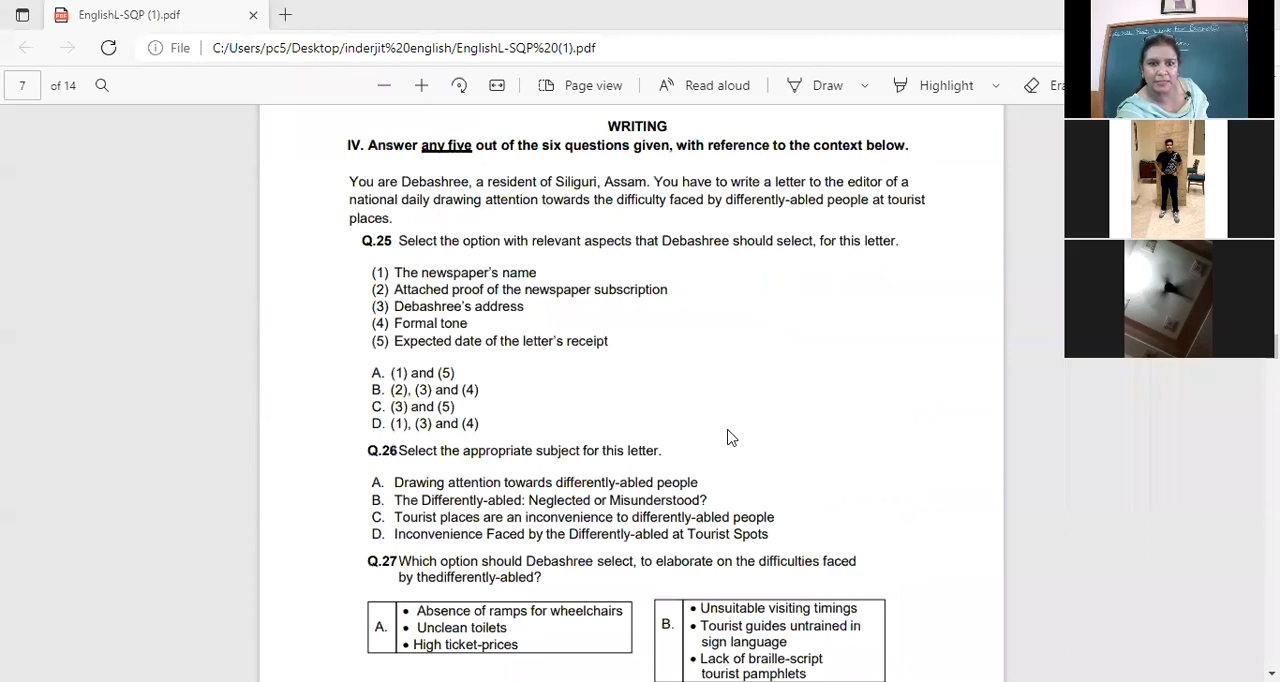 EnglishL-SQP (1).pdf
File C:/Users/pc5/Desktop/inderjit%20english/EnglishL-SQP%20(1).pdf
7 of 14 Page view Read aloud Draw Highlight
WRITING
IV. Answer any five out of the six questions given, with reference to the context below.
You are Debashree, a resident of Siliguri, Assam. You have to write a letter to the editor of a
national daily drawing attention towards the difficulty faced by differently-abled people at tourist
places.
Q.25 Select the option with relevant aspects that Debashree should select, for this letter.
(1) The newspaper's name
(2) Attached proof of the newspaper subscription
(3) Debashree's address
(4) Formal tone
(5) Expected date of the letter's receipt
A. (1) and (5)
B. (2), (3) and (4)
C. (3) and (5)
D. (1), (3) and (4)
Q.26 Select the appropriate subject for this letter.
A. Drawing attention towards differently-abled people
B. The Differently-abled: Neglected or Misunderstood?
C. Tourist places are an inconvenience to differently-abled people
D. Inconvenience Faced by the Differently-abled at Tourist Spots
Q.27 Which option should Debashree select, to elaborate on the difficulties faced
by thedifferently-abled?
A.
• Absence of ramps for wheelchairs
• Unclean toilets
• High ticket-prices
B.
• Unsuitable visiting timings
• Tourist guides untrained in
sign language
• Lack of braille-script
tourist pamphlets